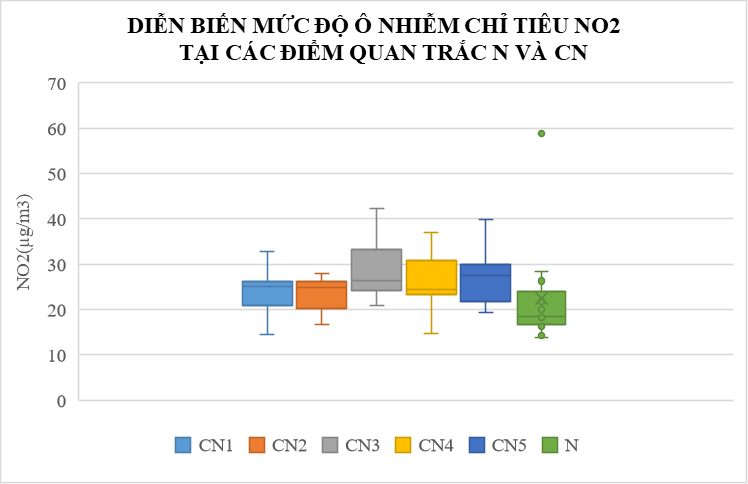 DIỄN BIẾN MỨC ĐỘ Ô NHIỄM CHỈ TIÊU NO2
TẠI CÁC ĐIỂM QUAN TRẮC N VÀ CN
70
60
50
40
30
20
10
0
NO2(µg/m3)
CN1 CN2 CN3 CN4 CN5 N